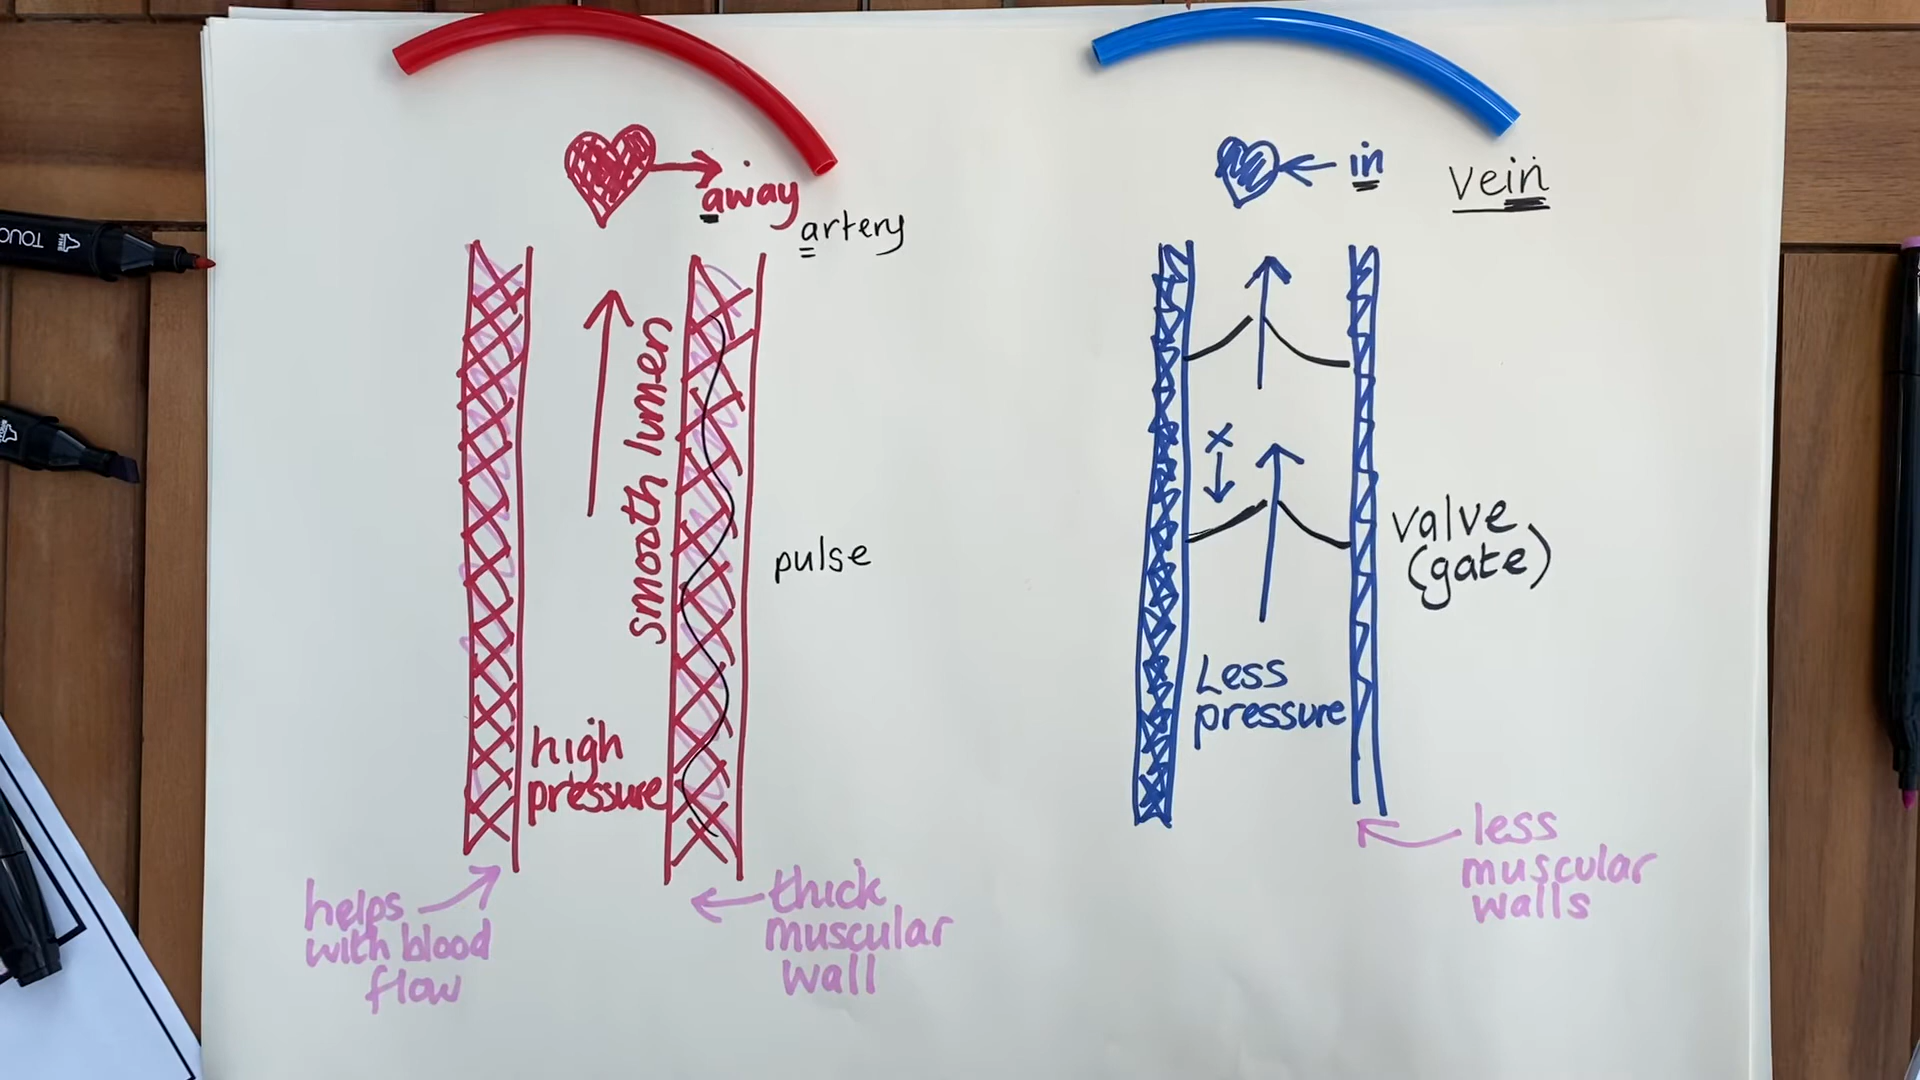 away
artery
smooth lumen
pulse
high
pressure
helps
with blood
flow
thick
muscular
wall
in
vein
x
valve
(gate)
Less
pressure
less
muscular
walls
TOUC